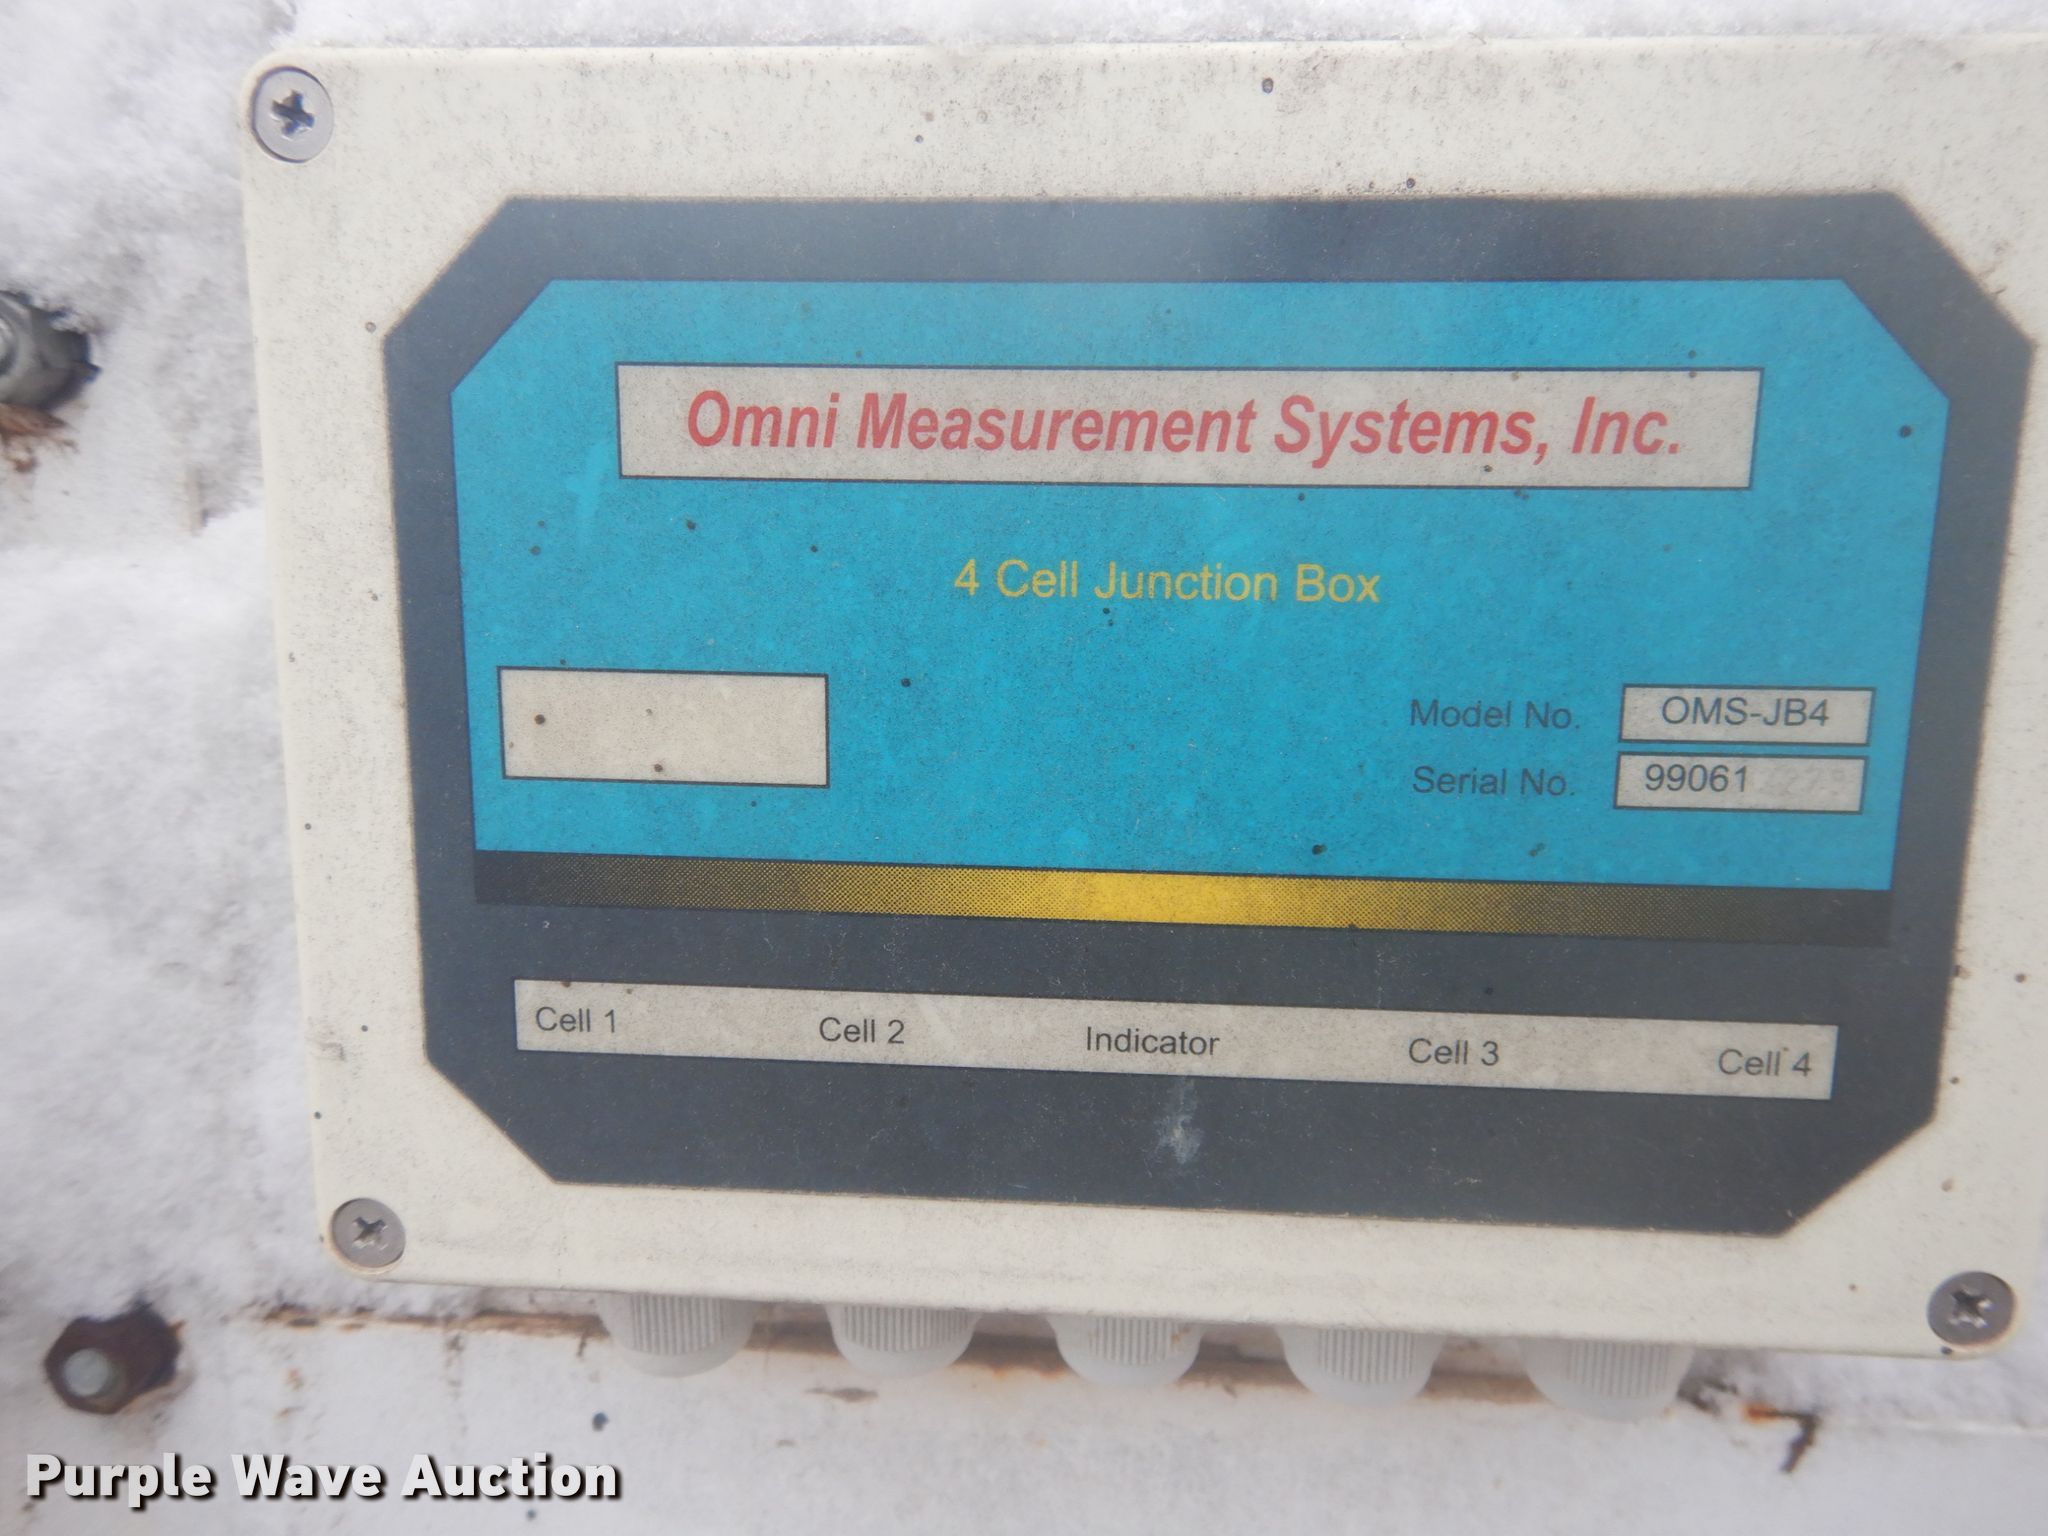 Omni Measurement Systems, Inc.
4 Cell Junction Box
Model No. OMS-JB4
Serial No. 99061
Cell 1 Cell 2 Indicator Cell 3 Cell 4
Purple Wave Auction